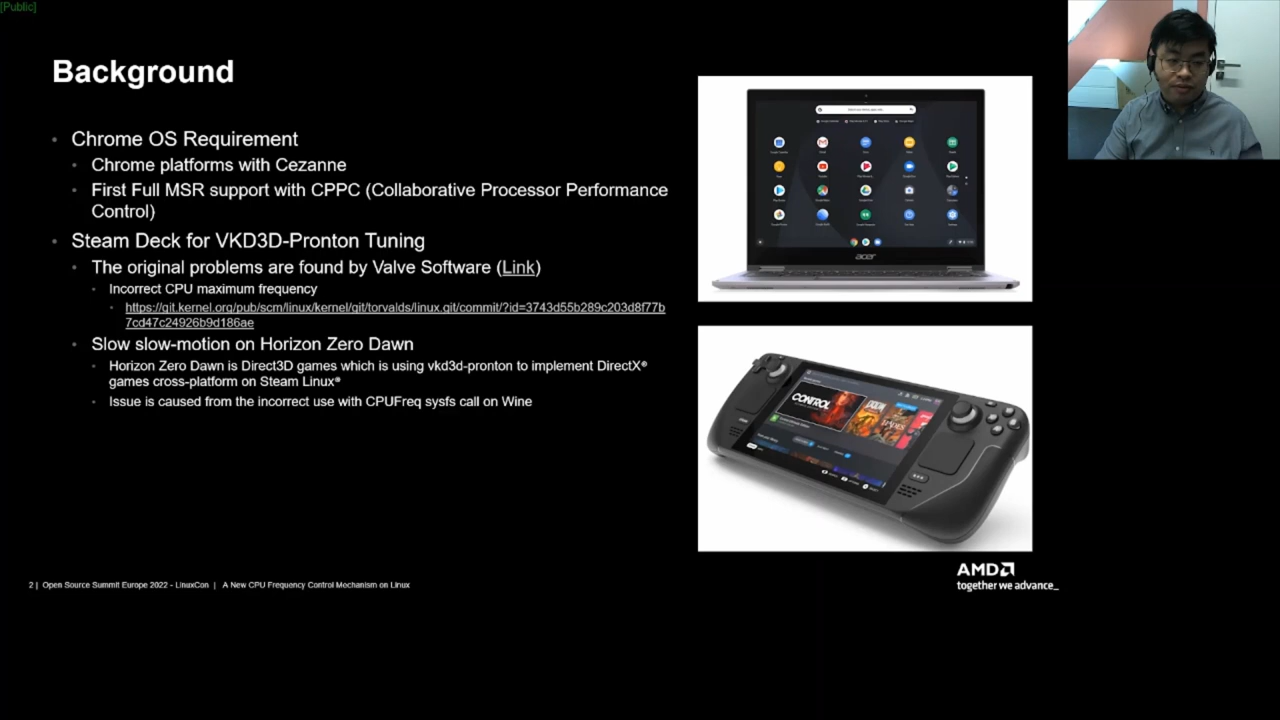 [Public]
Background
Chrome OS Requirement
Chrome platforms with Cezanne
First Full MSR support with CPPC (Collaborative Processor Performance
Control)
Steam Deck for VKD3D-Pronton Tuning
The original problems are found by Valve Software (Link)
Incorrect CPU maximum frequency
https://git.kernel.org/pub/scm/linux/kernel/git/torvalds/linux.git/commit/?id=3743d55b289c203d8f77b
7cd47c24926b9d186ae
Slow slow-motion on Horizon Zero Dawn
Horizon Zero Dawn is Direct3D games which is using vkd3d-pronton to implement DirectX®
games cross-platform on Steam Linux®
Issue is caused from the incorrect use with CPUFreq sysfs call on Wine
acer
CONTROL
DOOM
2 | Open Source Summit Europe 2022 - LinuxCon | A New CPU Frequency Control Mechanism on Linux
AMD
together we advance_